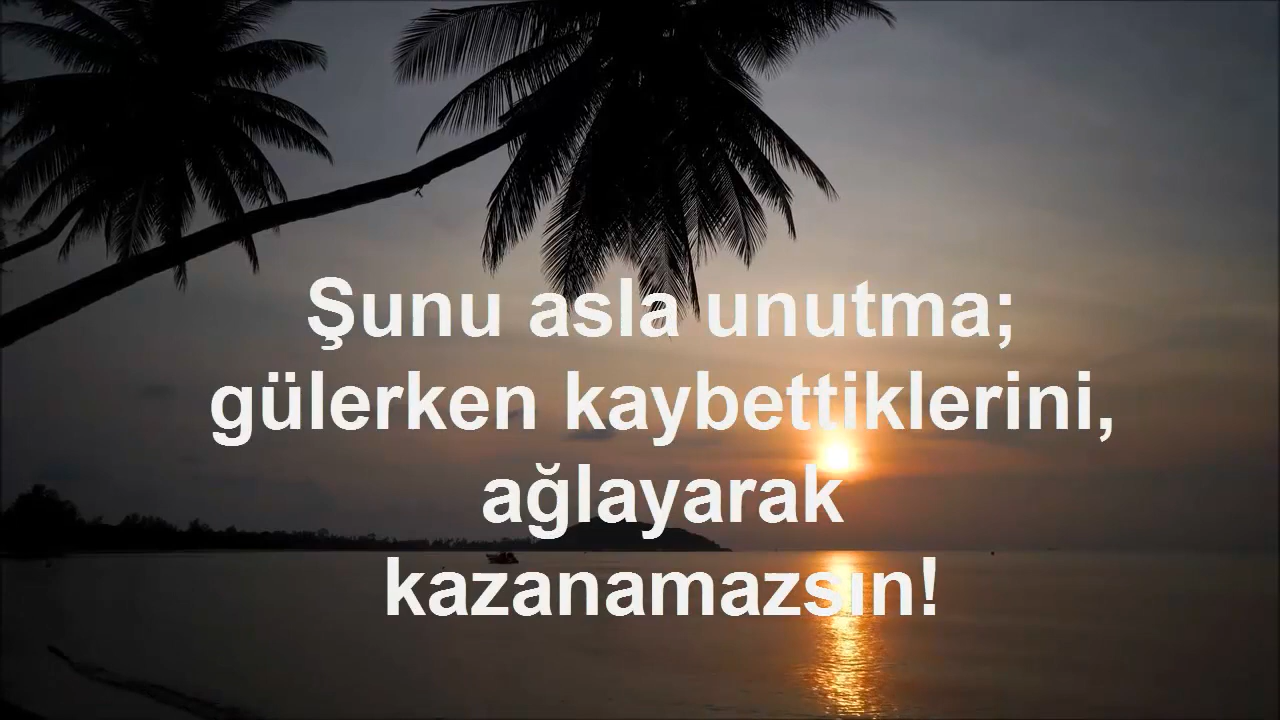 Şunu asla unutma;
gülerken kaybettiklerini,
ağlayarak
kazanamazsın!